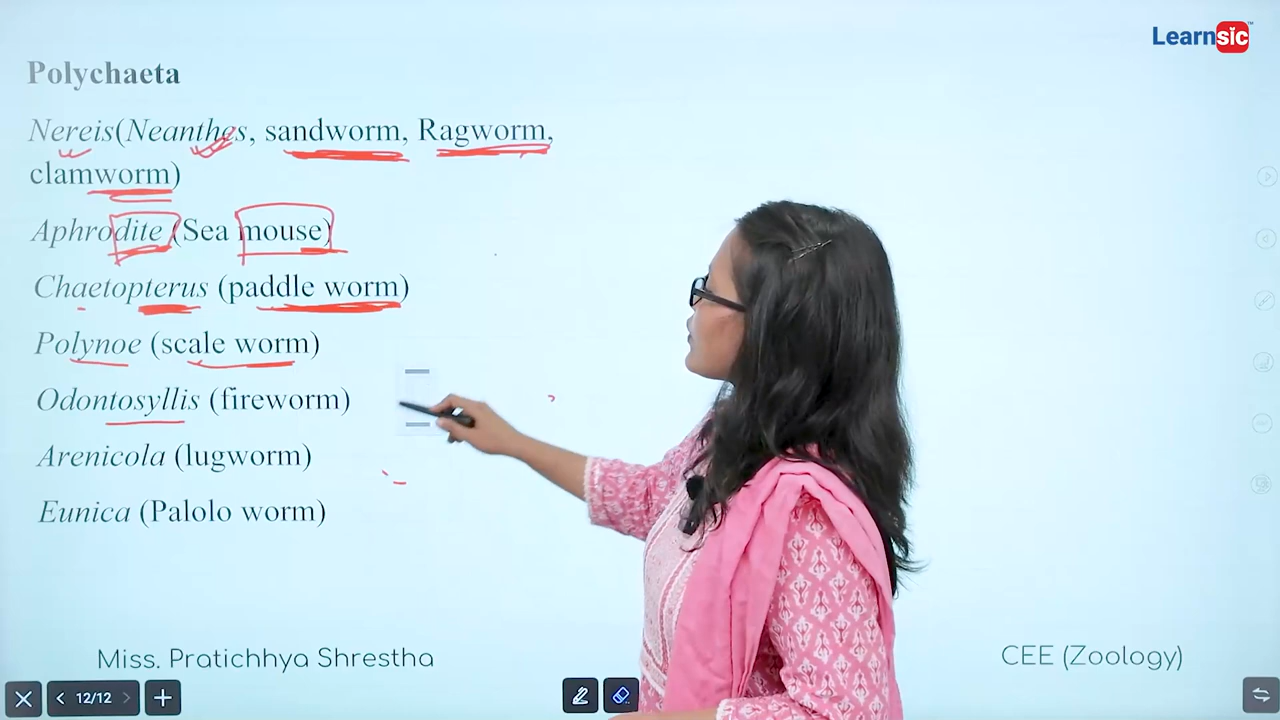 Learnsic
Polychaeta
Nereis(Neanthes, sandworm, Ragworm,
clamworm)
Aphrodite (Sea mouse)
Chaetopterus (paddle worm)
Polynoe (scale worm)
Odontosyllis (fireworm)
Arenicola (lugworm)
Eunica (Palolo worm)
Miss. Pratichhya Shrestha
CEE (Zoology)
12/12